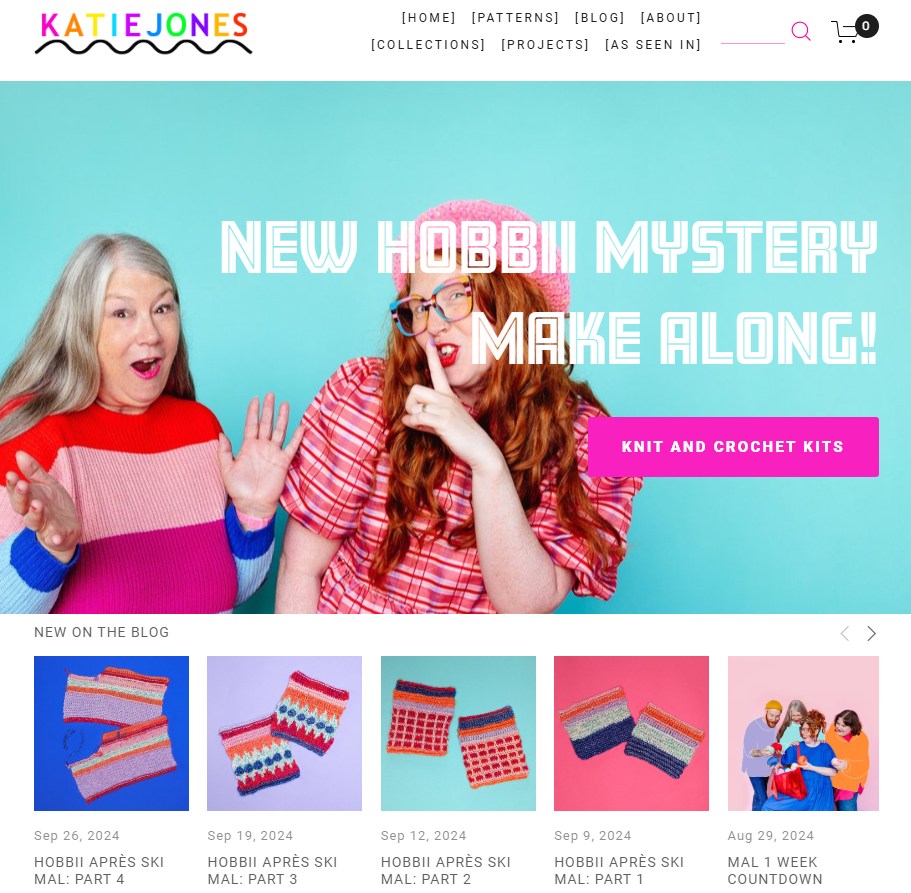 KATIEJONES
[HOME] [PATTERNS] [BLOG] [ABOUT]
[COLLECTIONS] [PROJECTS] [AS SEEN IN]
0
NEW HOBBII MYSTERY
MAKE ALONG!
KNIT AND CROCHET KITS
NEW ON THE BLOG
Sep 26, 2024
HOBBII APRÈS SKI
MAL: PART 4
Sep 19, 2024
HOBBII APRÈS SKI
MAL: PART 3
Sep 12, 2024
HOBBII APRÈS SKI
MAL: PART 2
Sep 9, 2024
HOBBII APRÈS SKI
MAL: PART 1
Aug 29, 2024
MAL 1 WEEK
COUNTDOWN